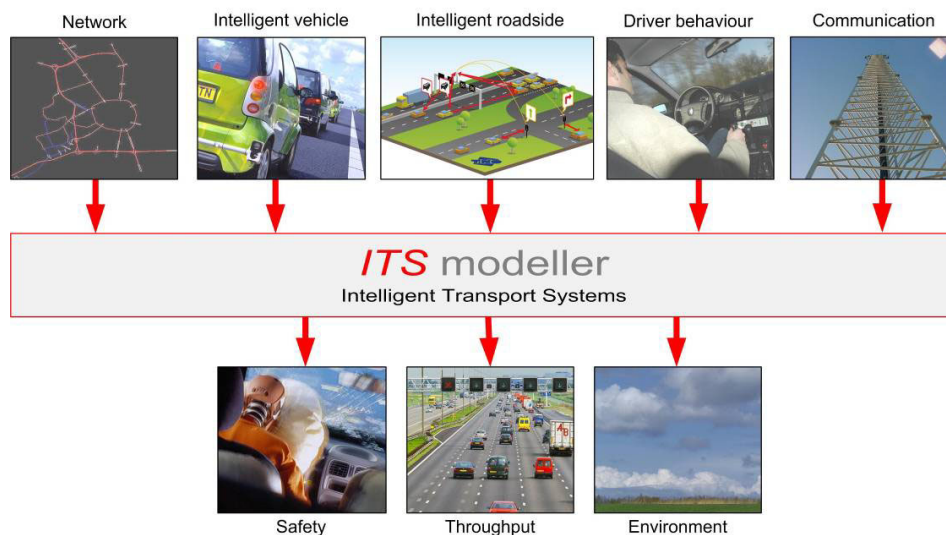 Network
Intelligent vehicle
Intelligent roadside
Driver behaviour
Communication
ITS modeller
Intelligent Transport Systems
Safety
Throughput
Environment